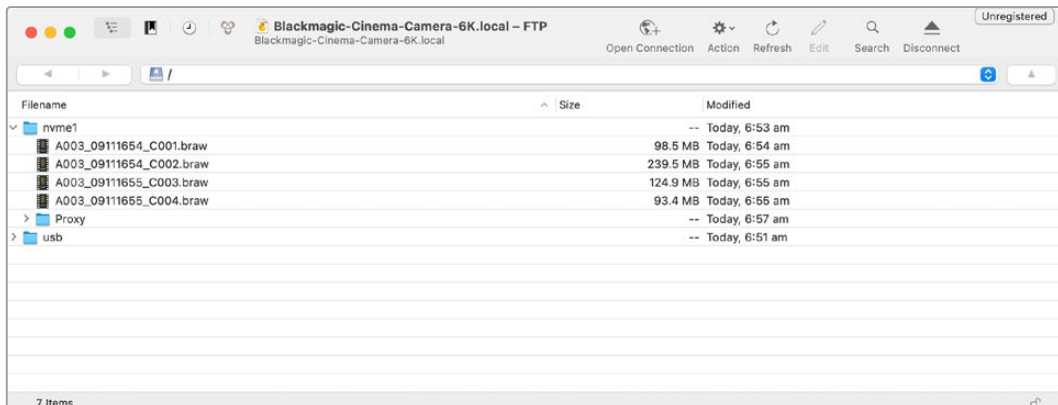 Blackmagic-Cinema-Camera-6K.local – FTP
Blackmagic-Cinema-Camera-6K.local
Open Connection Action Refresh Edit Search Disconnect
Unregistered
/
Filename Size Modified
nvme1 -- Today, 6:53 am
A003_09111654_C001.braw 98.5 MB Today, 6:54 am
A003_09111654_C002.braw 239.5 MB Today, 6:55 am
A003_09111655_C003.braw 124.9 MB Today, 6:55 am
A003_09111655_C004.braw 93.4 MB Today, 6:55 am
Proxy -- Today, 6:57 am
usb -- Today, 6:51 am
7 Items